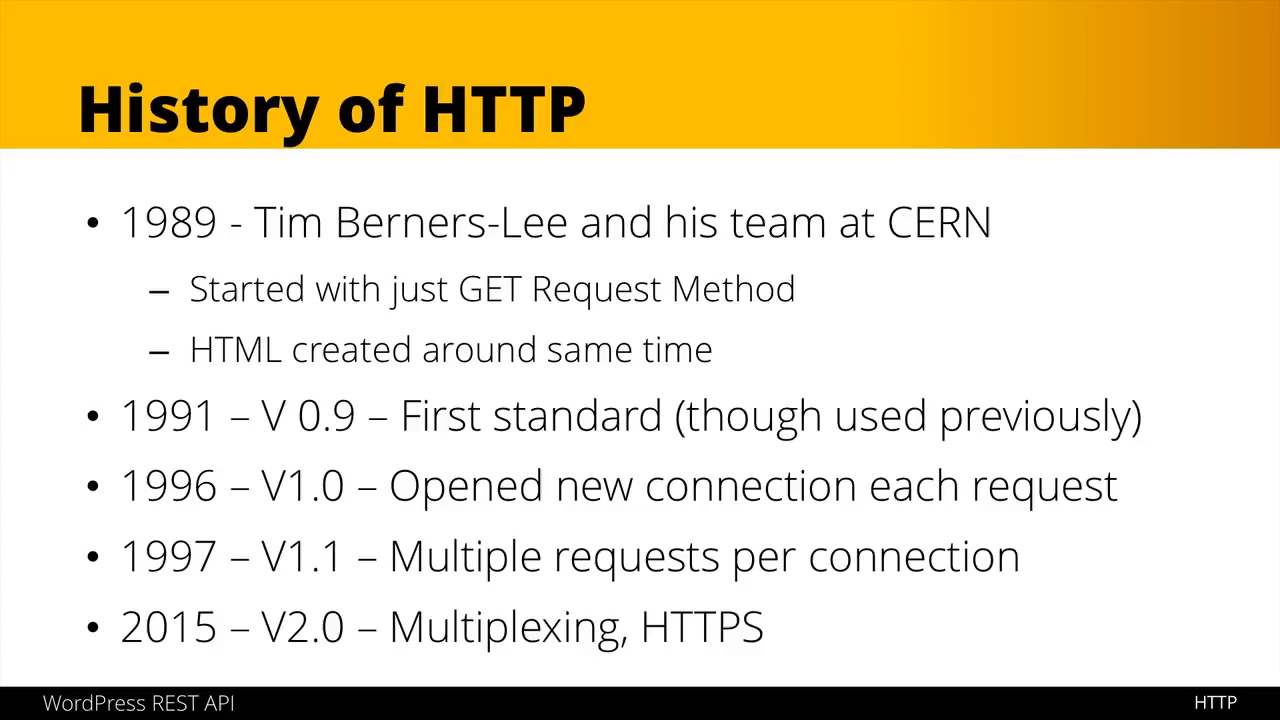 History of HTTP
• 1989 - Tim Berners-Lee and his team at CERN
– Started with just GET Request Method
– HTML created around same time
• 1991 – V 0.9 – First standard (though used previously)
• 1996 – V1.0 – Opened new connection each request
• 1997 – V1.1 – Multiple requests per connection
• 2015 – V2.0 – Multiplexing, HTTPS
WordPress REST API
HTTP